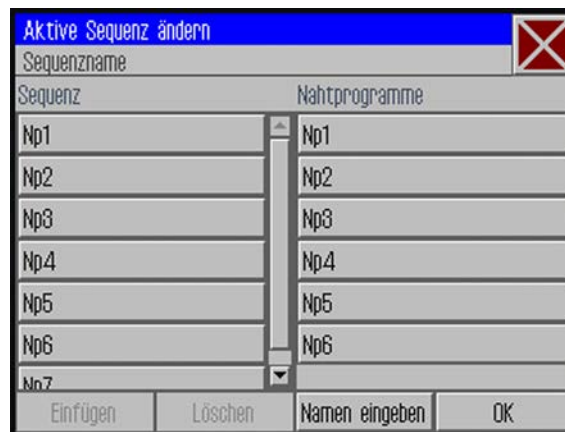 Aktive Sequenz ändern
Sequenzname
Sequenz Nahtprogramme
Np1 Np1
Np2 Np2
Np3 Np3
Np4 Np4
Np5 Np5
Np6 Np6
Np7
Einfügen Löschen Namen eingeben OK